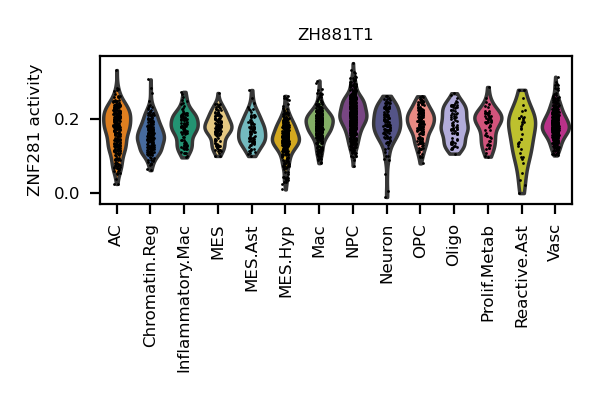 ZH881T1
ZNF281 activity
0.2
0.0
AC
Chromatin.Reg
Inflammatory.Mac
MES
MES.Ast
MES.Hyp
Mac
NPC
Neuron
OPC
Oligo
Prolif.Metab
Reactive.Ast
Vasc